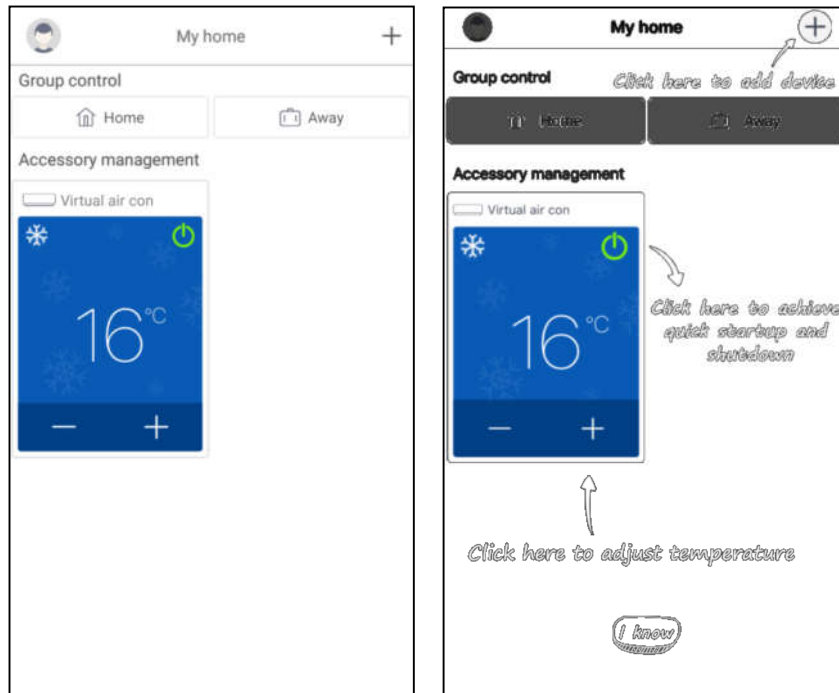 My home
Group control
Home
Away
Accessory management
Virtual air con
16°C
My home
Group control
Click here to add device
Home
Away
Accessory management
Virtual air con
16°C
Click here to achieve
quick startup and
shutdown
Click here to adjust temperature
I know